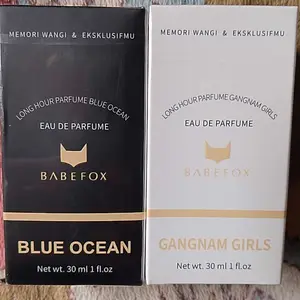 MEMORI WANGI & EKSKLUSIFMU
LONG HOUR PARFUME BLUE OCEAN
EAU DE PARFUME
BABEFOX
BLUE OCEAN
Net wt. 30 ml 1 fl.oz
MEMORI WANGI & EKSKLUSIFMU
LONG HOUR PARFUME GANGNAM GIRLS
EAU DE PARFUME
BABEFOX
GANGNAM GIRLS
Net wt. 30 ml 1 fl.oz